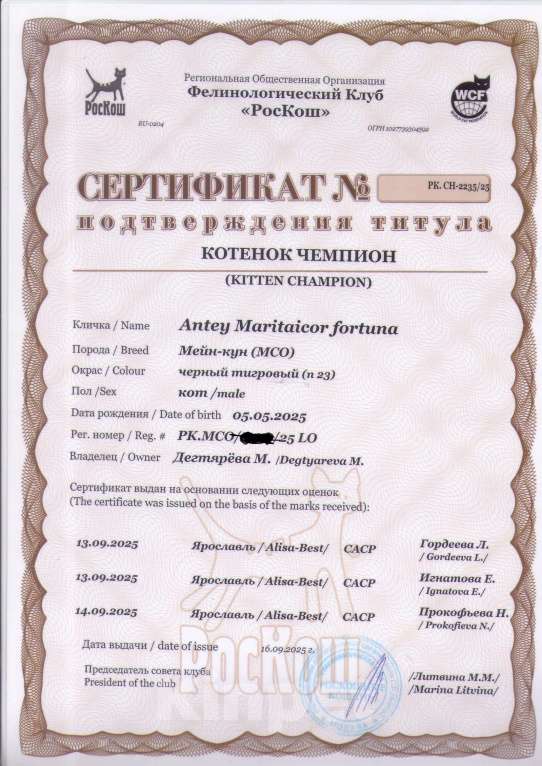 Региональная Общественная Организация
Фелинологический Клуб
«РосКош»
РосКош
WCF
RU-0204
ОГРН 1027739304592
СЕРТИФИКАТ №
РК. CH-2235/25
подтверждения титула
КОТЕНОК ЧЕМПИОН
(KITTEN CHAMPION)
Кличка / Name Antey Maritaicor fortuna
Порода / Breed Мейн-кун (MCO)
Окрас / Colour черный тигровый (n 23)
Пол /Sex кот /male
Дата рождения / Date of birth 05.05.2025
Рег. номер / Reg. # РК.МСО/ /25 LO
Владелец / Owner Дегтярёва М. /Degtyareva M.
Сертификат выдан на основании следующих оценок
(The certificate was issued on the basis of the marks received):
13.09.2025 Ярославль /Alisa-Best/ CACP Гордеева Л.
/ Gordeeva L./
13.09.2025 Ярославль /Alisa-Best/ CACP Игнатова Е.
/ Ignatova E./
14.09.2025 Ярославль /Alisa-Best/ CACP Прокофьева Н.
/ Prokofieva N./
Дата выдачи / date of issue 16.09.2025 г.
РосКош
Председатель совета клуба
President of the club
/Литвина М.М./
/Marina Litvina/